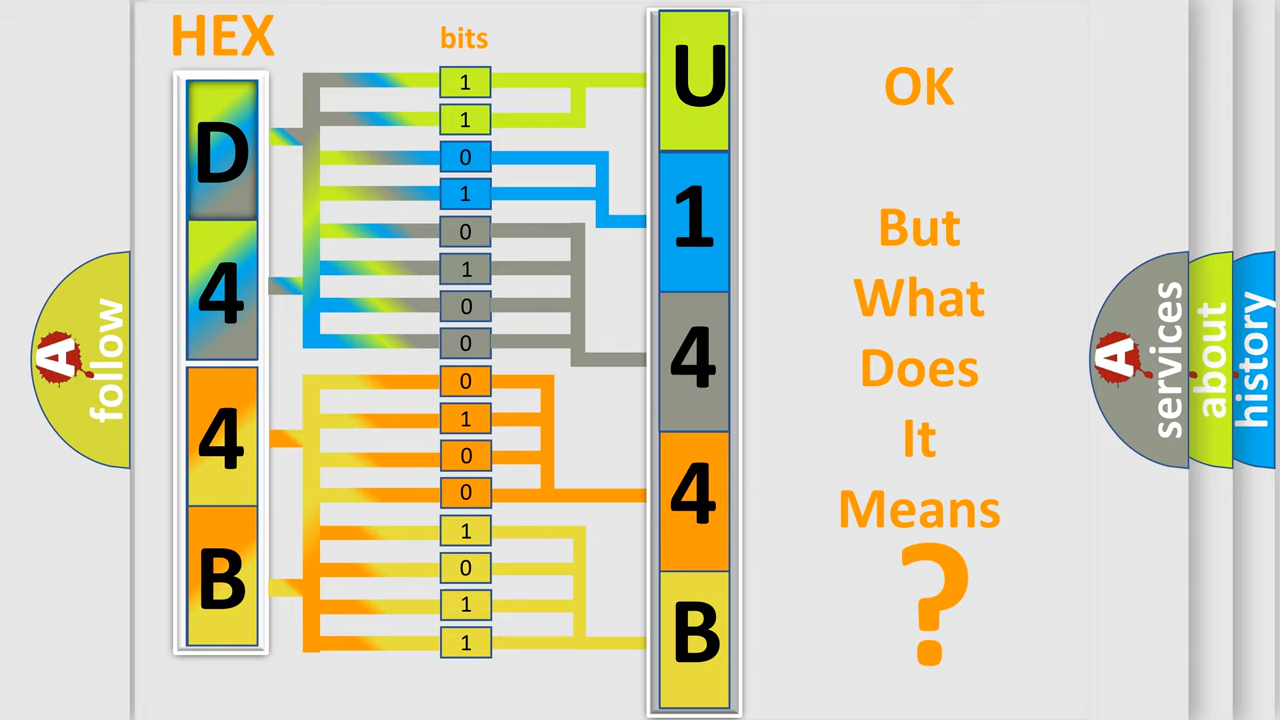 HEX
bits
D
4
4
B
1
1
0
1
0
1
0
0
0
1
0
0
1
0
1
1
U
1
4
4
B
OK
But
What
Does
It
Means
?
A
follow
A
services
about
history